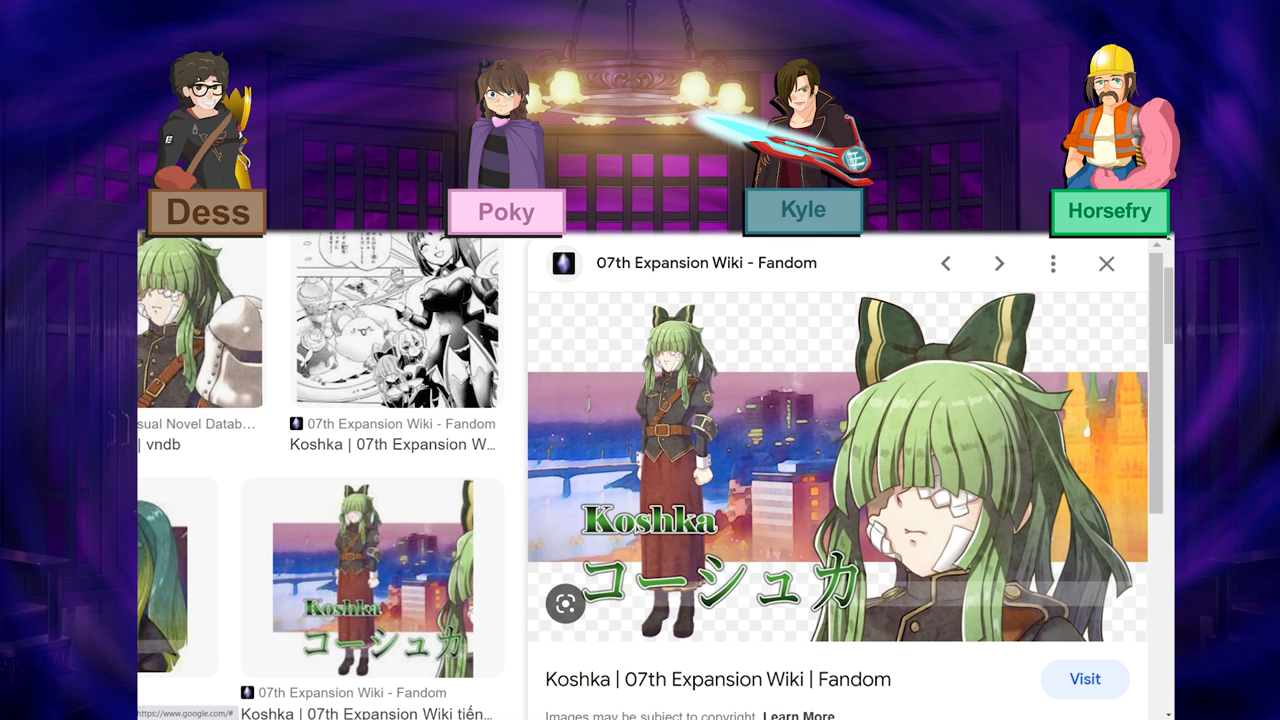 Dess
Poky
Kyle
Horsefry
07th Expansion Wiki - Fandom
sual Novel Datab...
| vndb
07th Expansion Wiki - Fandom
Koshka | 07th Expansion W...
Koshka
コーシュカ
Koshka
コーシュカ
07th Expansion Wiki - Fandom
Koshka | 07th Expansion Wiki tiến...
https://www.google.com/#
Koshka | 07th Expansion Wiki | Fandom
Visit
Images may be subject to copyright. Learn More